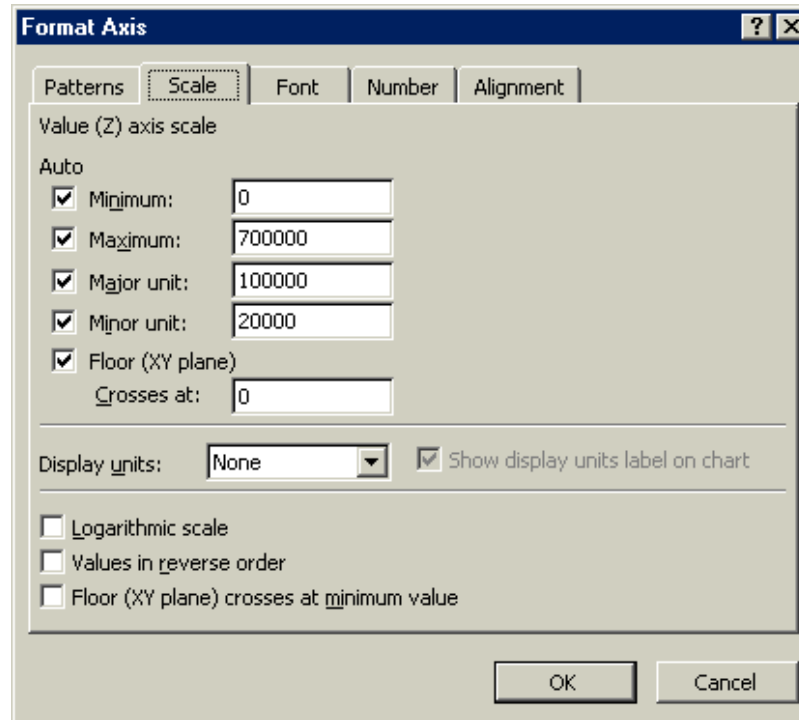 Format Axis
Patterns Scale Font Number Alignment
Value (Z) axis scale
Auto
Minimum: 0
Maximum: 700000
Major unit: 100000
Minor unit: 20000
Floor (XY plane)
Crosses at: 0
Display units: None Show display units label on chart
Logarithmic scale
Values in reverse order
Floor (XY plane) crosses at minimum value
OK Cancel